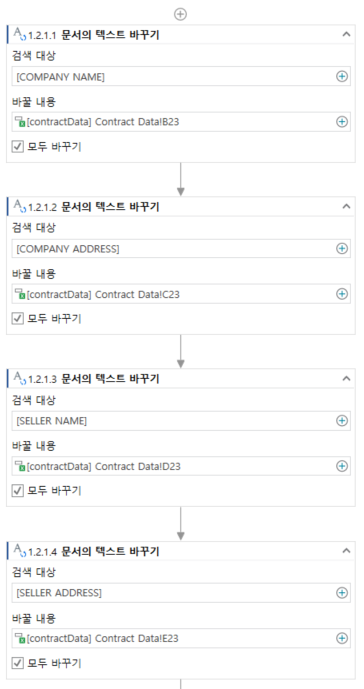 1.2.1.1 문서의 텍스트 바꾸기
검색 대상
[COMPANY NAME]
바꿀 내용
[contractData] Contract Data!B23
모두 바꾸기
1.2.1.2 문서의 텍스트 바꾸기
검색 대상
[COMPANY ADDRESS]
바꿀 내용
[contractData] Contract Data!C23
모두 바꾸기
1.2.1.3 문서의 텍스트 바꾸기
검색 대상
[SELLER NAME]
바꿀 내용
[contractData] Contract Data!D23
모두 바꾸기
1.2.1.4 문서의 텍스트 바꾸기
검색 대상
[SELLER ADDRESS]
바꿀 내용
[contractData] Contract Data!E23
모두 바꾸기